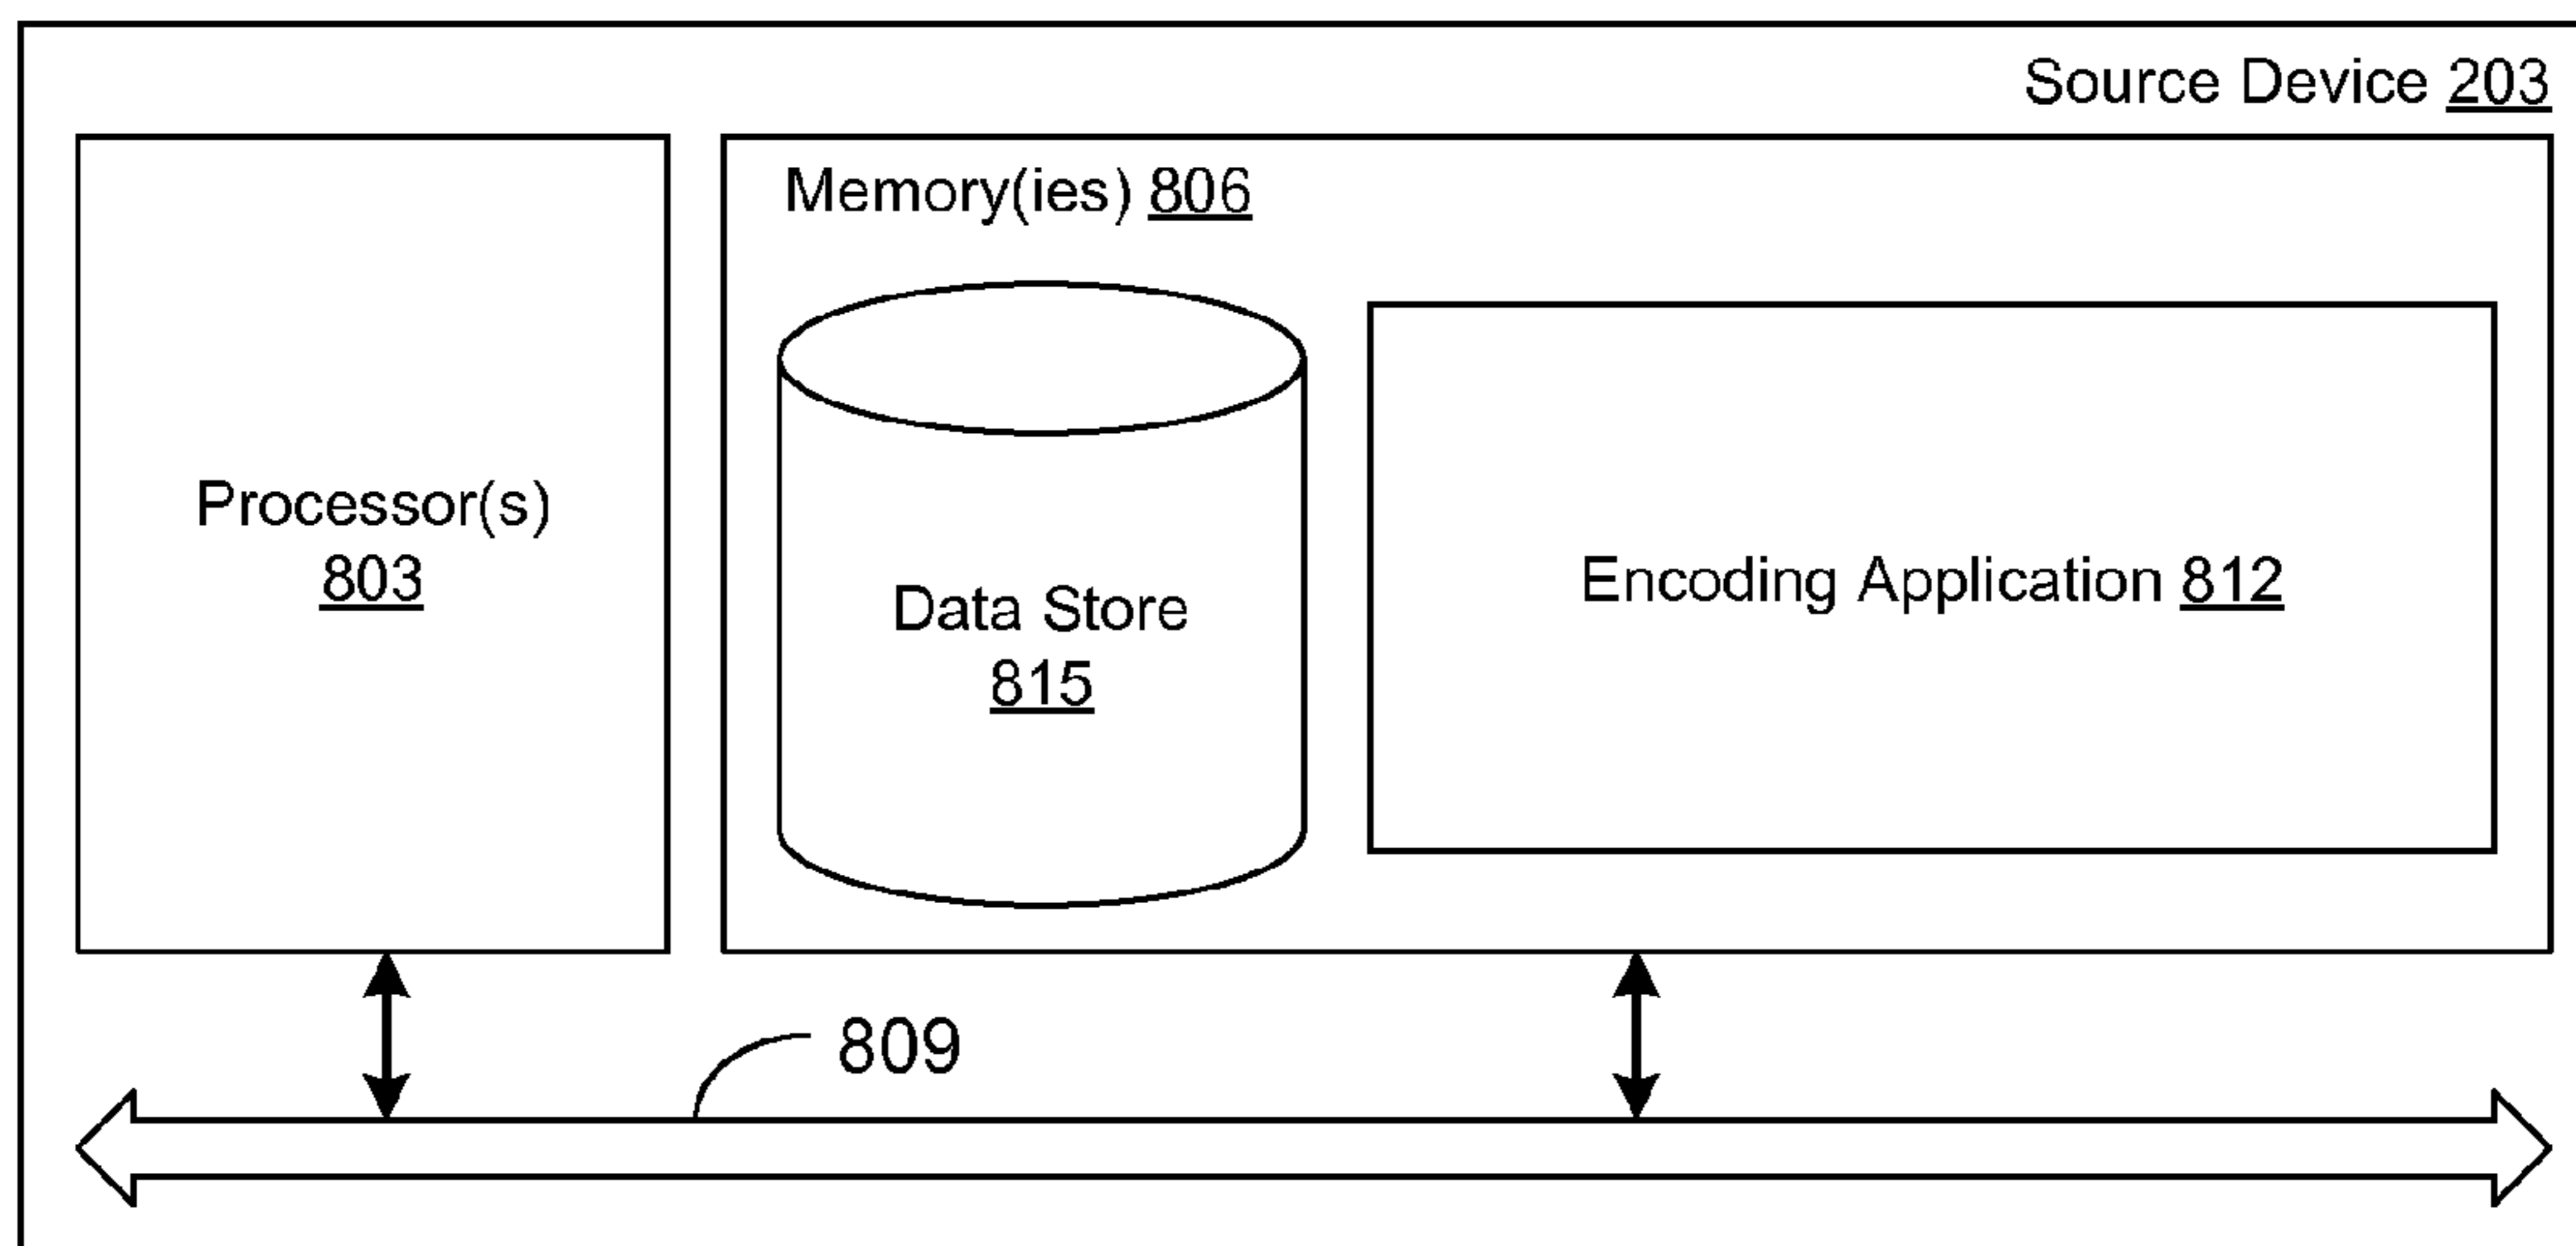 Source Device 203
Memory(ies) 806
Processor(s)
803
Data Store
815
Encoding Application 812
809